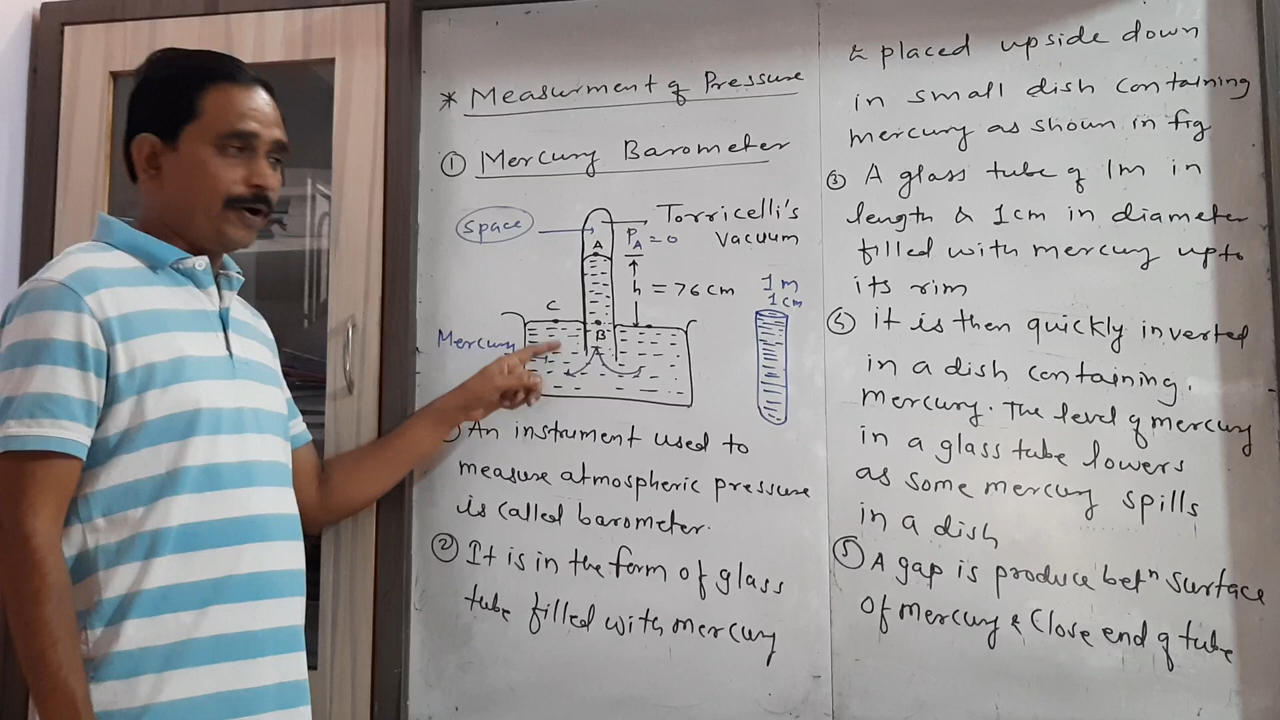 * Measurment of Pressure
① Mercury Barometer
Space
Torricelli's
Vacuum
A
PA = 0
h = 76 cm
1 m
1 cm
C
B
Mercury
) An instrument used to
measure atmospheric pressure
is called barometer.
② It is in the form of glass
tube filled with mercury
& placed upside down
in small dish containing
mercury as shown in fig
③ A glass tube of 1m in
length & 1 cm in diameter
filled with mercury upto
its rim
④ it is then quickly inverted
in a dish containing.
mercury. The level of mercury
in a glass tube lowers
as some mercury spills
in a dish
⑤ A gap is produce betn surface
of mercury & Close end of tube